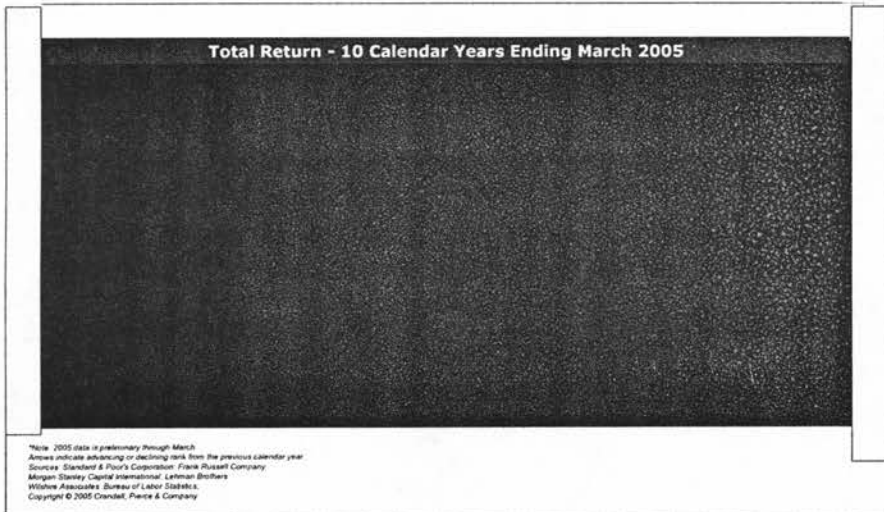 Total Return - 10 Calendar Years Ending March 2005
*Note 2005 data is preliminary through March
Arrows indicate advancing or declining rank from the previous calendar year
Sources Standard & Poor's Corporation Frank Russell Company
Morgan Stanley Capital International Lehman Brothers
Wilshire Associates Bureau of Labor Statistics,
Copyright © 2005 Crandall, Pierce & Company